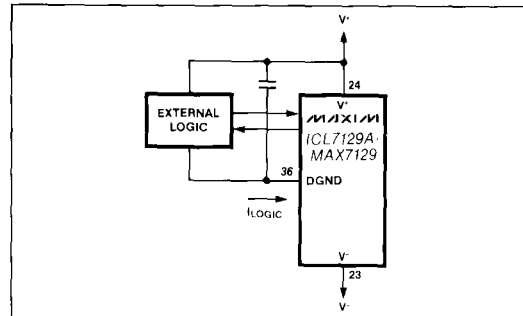 V+
24
V+
MAXIM
ICL7129A/
MAX7129
EXTERNAL
LOGIC
36
DGND
ILOGIC
V-
23
V-